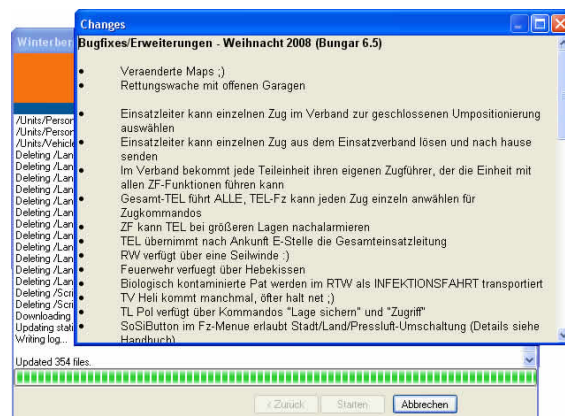 Changes
Winterber
Bugfixes/Erweiterungen - Weihnacht 2008 (Bungar 6.5)
Veraenderte Maps ;)
Rettungswache mit offenen Garagen
Einsatzleiter kann einzelnen Zug im Verband zur geschlossenen Umpositionierung
auswählen
Einsatzleiter kann einzelnen Zug aus dem Einsatzverband lösen und nach hause
senden
Im Verband bekommt jede Teileinheit ihren eigenen Zugführer, der die Einheit mit
allen ZF-Funktionen führen kann
Gesamt-TEL führt ALLE, TEL-Fz kann jeden Zug einzeln anwählen für
Zugkommandos
ZF kann TEL bei größeren Lagen nachalarmieren
TEL übernimmt nach Ankunft E-Stelle die Gesamteinsatzleitung
RW verfügt über eine Seilwinde :)
Feuerwehr verfuegt über Hebekissen
Biologisch kontaminierte Pat werden im RTW als INFEKTIONSFAHRT transportiert
TV Heli kommt manchmal, öfter halt net ;)
TL Pol verfügt über Kommandos "Lage sichern" und "Zugriff"
SoSiButton im Fz-Menue erlaubt Stadt/Land/Pressluft-Umschaltung (Details siehe
Handbuch)
/Units/Person
/Units/Person
/Units/Vehicle
Deleting /Lan
Deleting /Lan
Deleting /Lan
Deleting /Lan
Deleting /Lan
Deleting /Lan
Deleting /Lan
Deleting /Lan
Deleting /Lan
Deleting /Lan
Deleting /Lan
Deleting /Scri
Deleting /Scri
Downloading
Updating stati
Writing log...
Updated 354 files.
< Zurück
Starten
Abbrechen